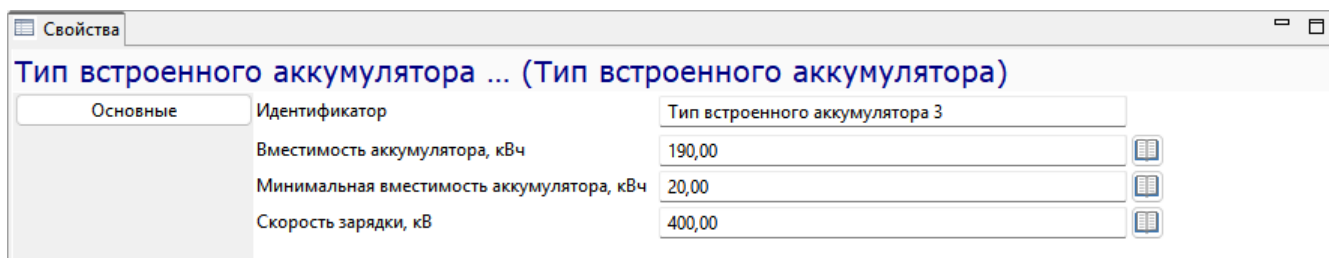 Свойства
Тип встроенного аккумулятора ... (Тип встроенного аккумулятора)
Основные
Идентификатор Тип встроенного аккумулятора 3
Вместимость аккумулятора, кВч 190,00
Минимальная вместимость аккумулятора, кВч 20,00
Скорость зарядки, кВ 400,00